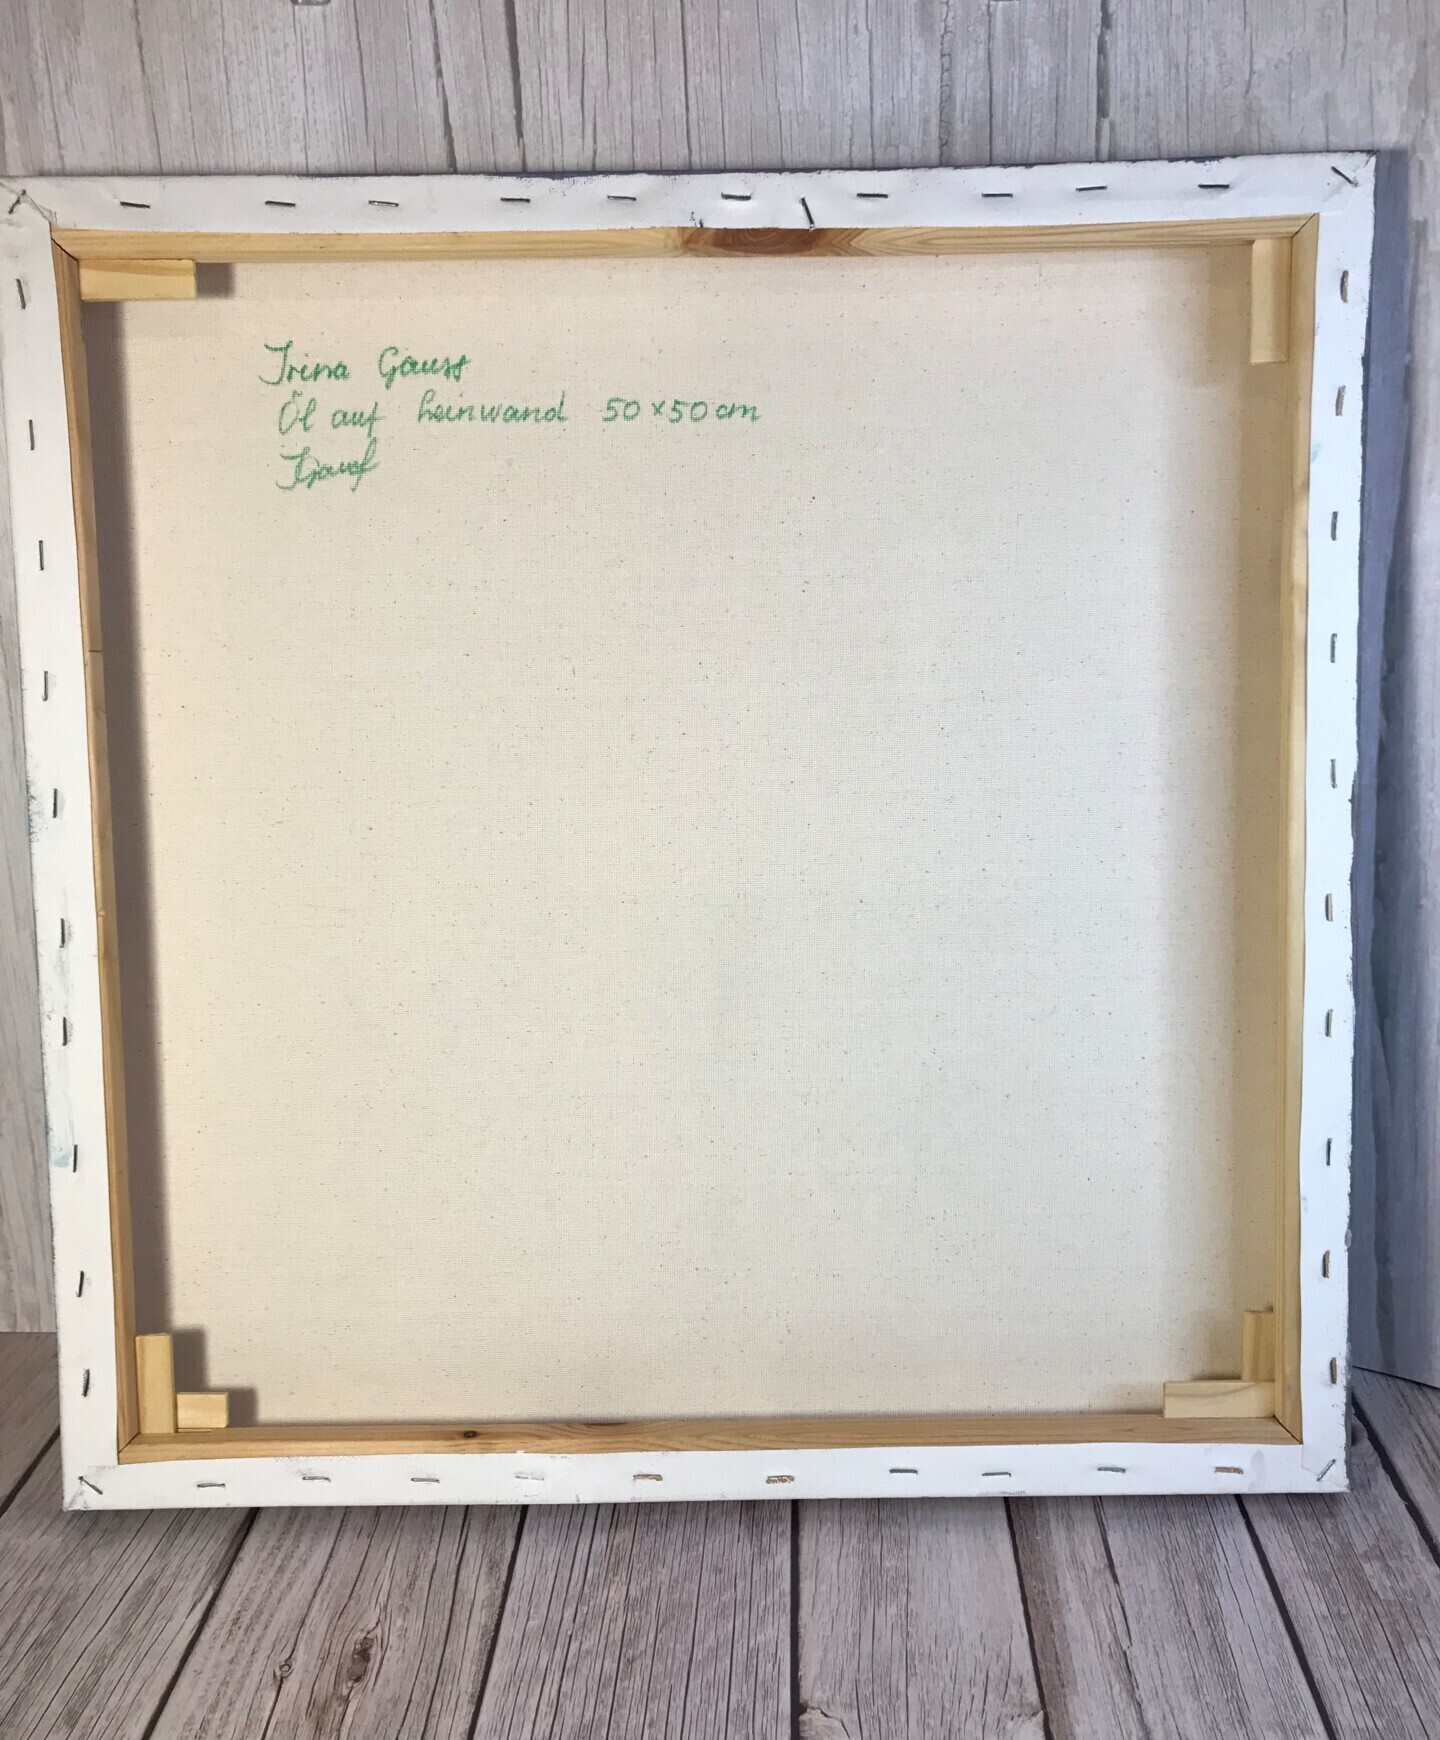 Irina Gauss
Öl auf Leinwand 50×50 cm